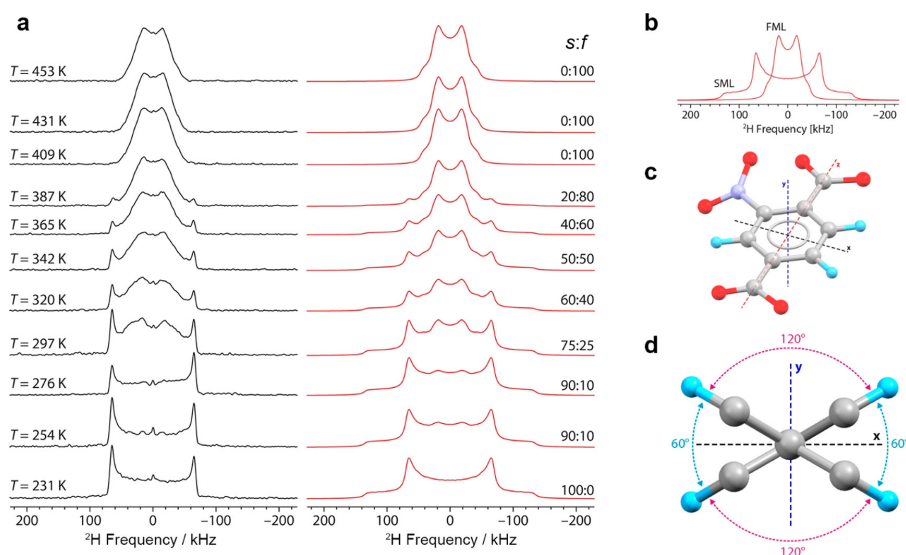 a
s:f
T = 453 K
0:100
T = 431 K
0:100
T = 409 K
0:100
T = 387 K
20:80
T = 365 K
40:60
T = 342 K
50:50
T = 320 K
60:40
T = 297 K
75:25
T = 276 K
90:10
T = 254 K
90:10
T = 231 K
100:0
200 100 0 −100 −200
200 100 0 −100 −200
²H Frequency / kHz
²H Frequency / kHz
b
FML
SML
200 100 0 −100 −200
²H Frequency [kHz]
c
z
y
x
d
120°
y
60°
x
60°
120°